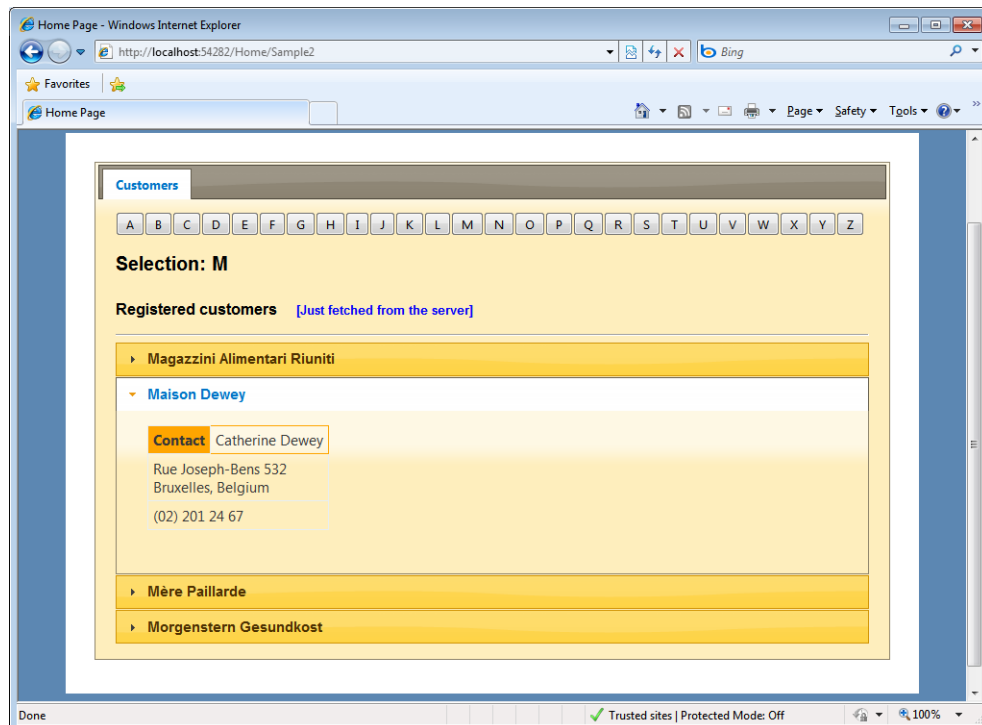 Home Page - Windows Internet Explorer
http://localhost:54282/Home/Sample2
Bing
Favorites
Home Page
Page Safety Tools
Customers
A B C D E F G H I J K L M N O P Q R S T U V W X Y Z
Selection: M
Registered customers [Just fetched from the server]
Magazzini Alimentari Riuniti
Maison Dewey
Contact Catherine Dewey
Rue Joseph-Bens 532
Bruxelles, Belgium
(02) 201 24 67
Mère Paillarde
Morgenstern Gesundkost
Done
Trusted sites | Protected Mode: Off
100%